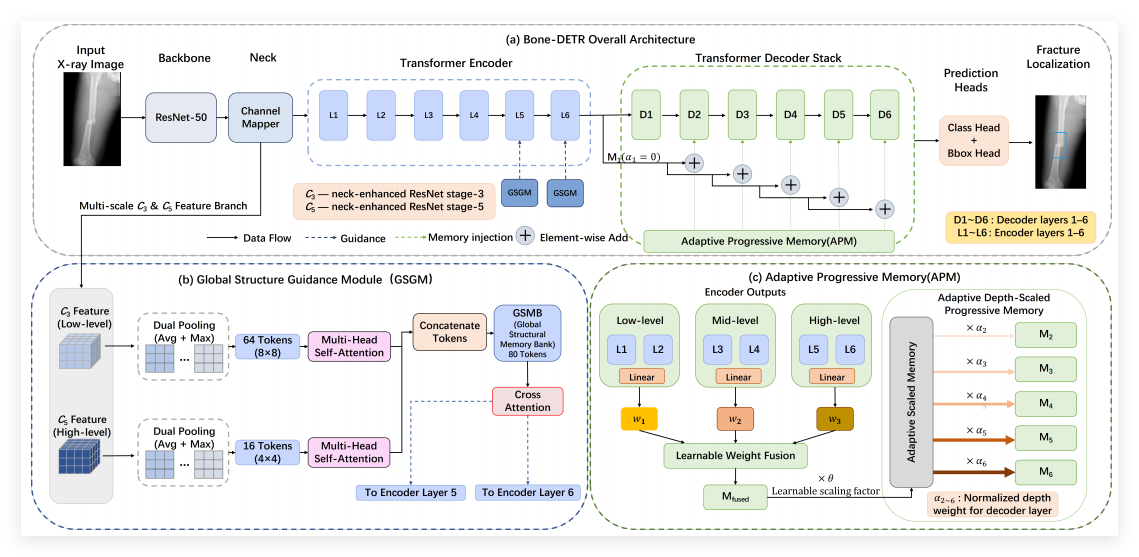 (a) Bone-DETR Overall Architecture
Input
X-ray Image
Backbone
Neck
Transformer Encoder
Transformer Decoder Stack
Prediction
Heads
Fracture
Localization
ResNet-50
Channel
Mapper
L1
L2
L3
L4
L5
L6
D1
D2
D3
D4
D5
D6
Class Head
+
Bbox Head
M₁(α₁ = 0)
GSGM
GSGM
C₃ — neck-enhanced ResNet stage-3
C₅ — neck-enhanced ResNet stage-5
Multi-scale C₃ & C₅ Feature Branch
Data Flow
Guidance
Memory injection
Element-wise Add
Adaptive Progressive Memory(APM)
D1~D6 : Decoder layers 1–6
L1~L6 : Encoder layers 1–6
(b) Global Structure Guidance Module (GSGM)
C₃ Feature
(Low-level)
Dual Pooling
(Avg + Max)
64 Tokens
(8×8)
Multi-Head
Self-Attention
Concatenate
Tokens
GSMB
(Global
Structural
Memory Bank)
80 Tokens
Cross
Attention
C₅ Feature
(High-level)
Dual Pooling
(Avg + Max)
16 Tokens
(4×4)
Multi-Head
Self-Attention
To Encoder Layer 5
To Encoder Layer 6
(c) Adaptive Progressive Memory(APM)
Encoder Outputs
Low-level
L1
L2
Linear
Mid-level
L3
L4
Linear
High-level
L5
L6
Linear
w₁
w₂
w₃
Learnable Weight Fusion
M_fused
× θ
Learnable scaling factor
Adaptive Scaled Memory
Adaptive Depth-Scaled
Progressive Memory
× α₂
M₂
× α₃
M₃
× α₄
M₄
× α₅
M₅
× α₆
M₆
α₂~₆ : Normalized depth
weight for decoder layer